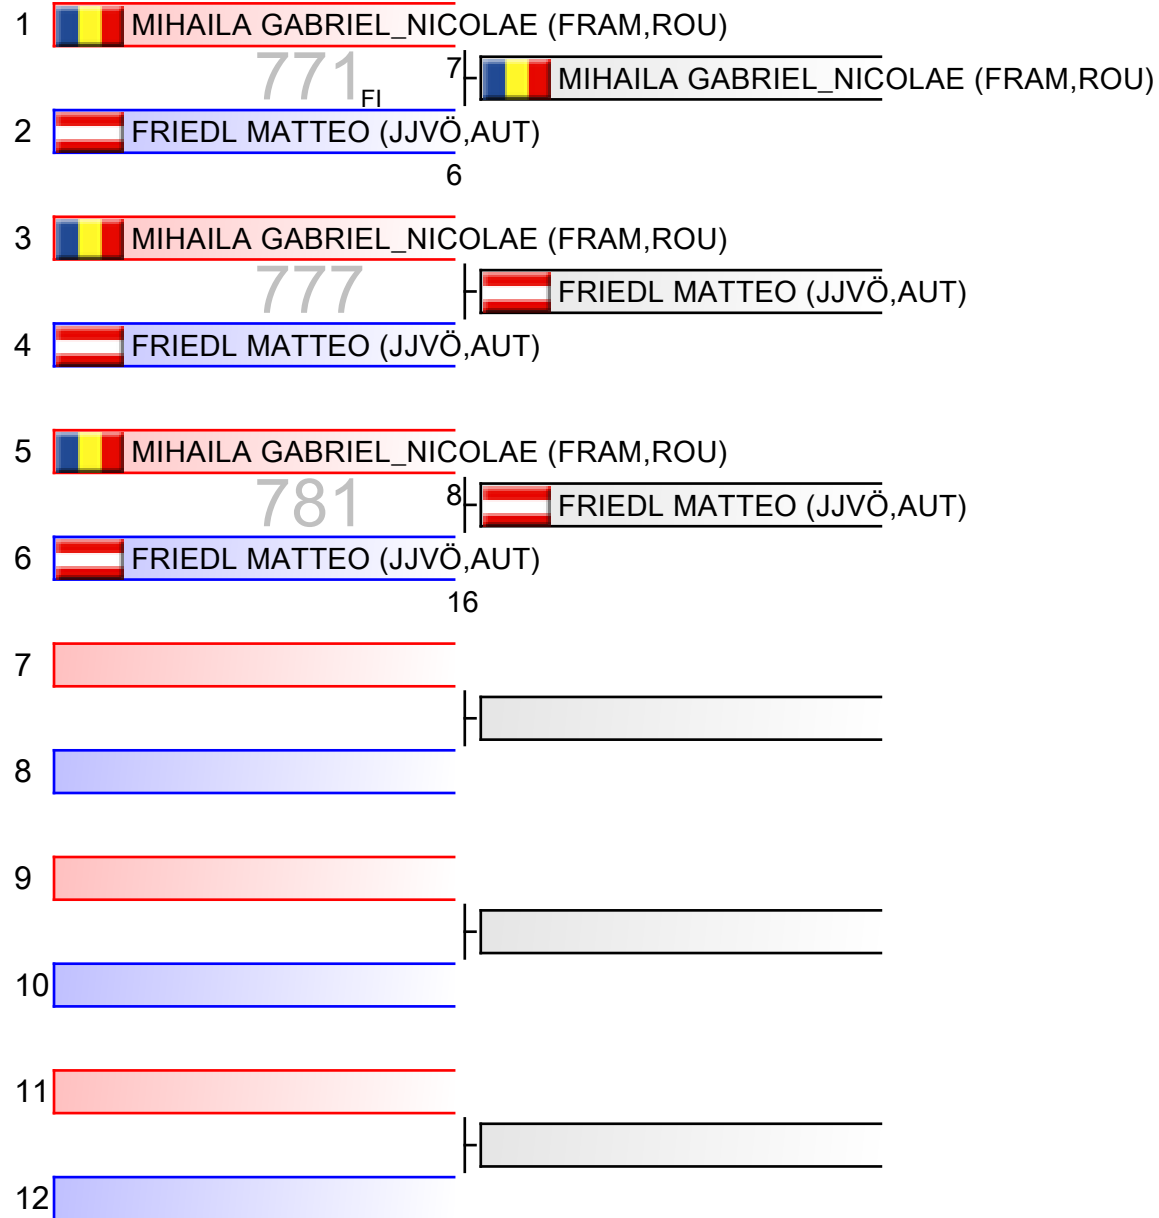 1 MIHAILA GABRIEL_NICOLAE (FRAM,ROU)
771 FI 7 MIHAILA GABRIEL_NICOLAE (FRAM,ROU)
2 FRIEDL MATTEO (JJVÖ,AUT)
6
3 MIHAILA GABRIEL_NICOLAE (FRAM,ROU)
777 FRIEDL MATTEO (JJVÖ,AUT)
4 FRIEDL MATTEO (JJVÖ,AUT)
5 MIHAILA GABRIEL_NICOLAE (FRAM,ROU)
781 8 FRIEDL MATTEO (JJVÖ,AUT)
6 FRIEDL MATTEO (JJVÖ,AUT)
16
7
8
9
10
11
12